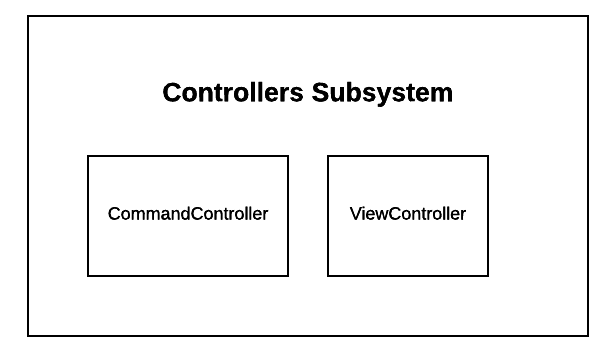 Controllers Subsystem
CommandController
ViewController